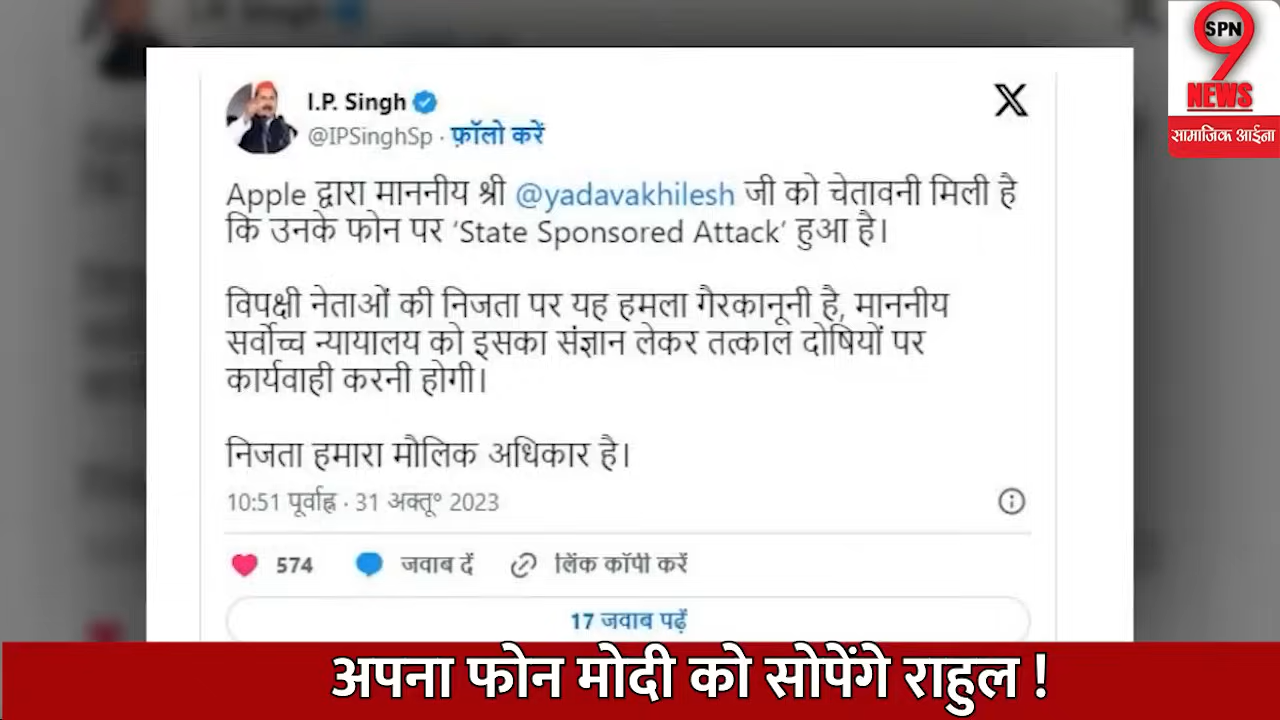 SPN
9
NEWS
सामाजिक आईना
I.P. Singh
@IPSinghSp · फ़ॉलो करें
Apple द्वारा माननीय श्री @yadavakhilesh जी को चेतावनी मिली है
कि उनके फोन पर ‘State Sponsored Attack’ हुआ है।
विपक्षी नेताओं की निजता पर यह हमला गैरकानूनी है, माननीय
सर्वोच्च न्यायालय को इसका संज्ञान लेकर तत्काल दोषियों पर
कार्यवाही करनी होगी।
निजता हमारा मौलिक अधिकार है।
10:51 पूर्वाह्न · 31 अक्तू° 2023
574 जवाब दें लिंक कॉपी करें
17 जवाब पढ़ें
अपना फोन मोदी को सोपेंगे राहुल !